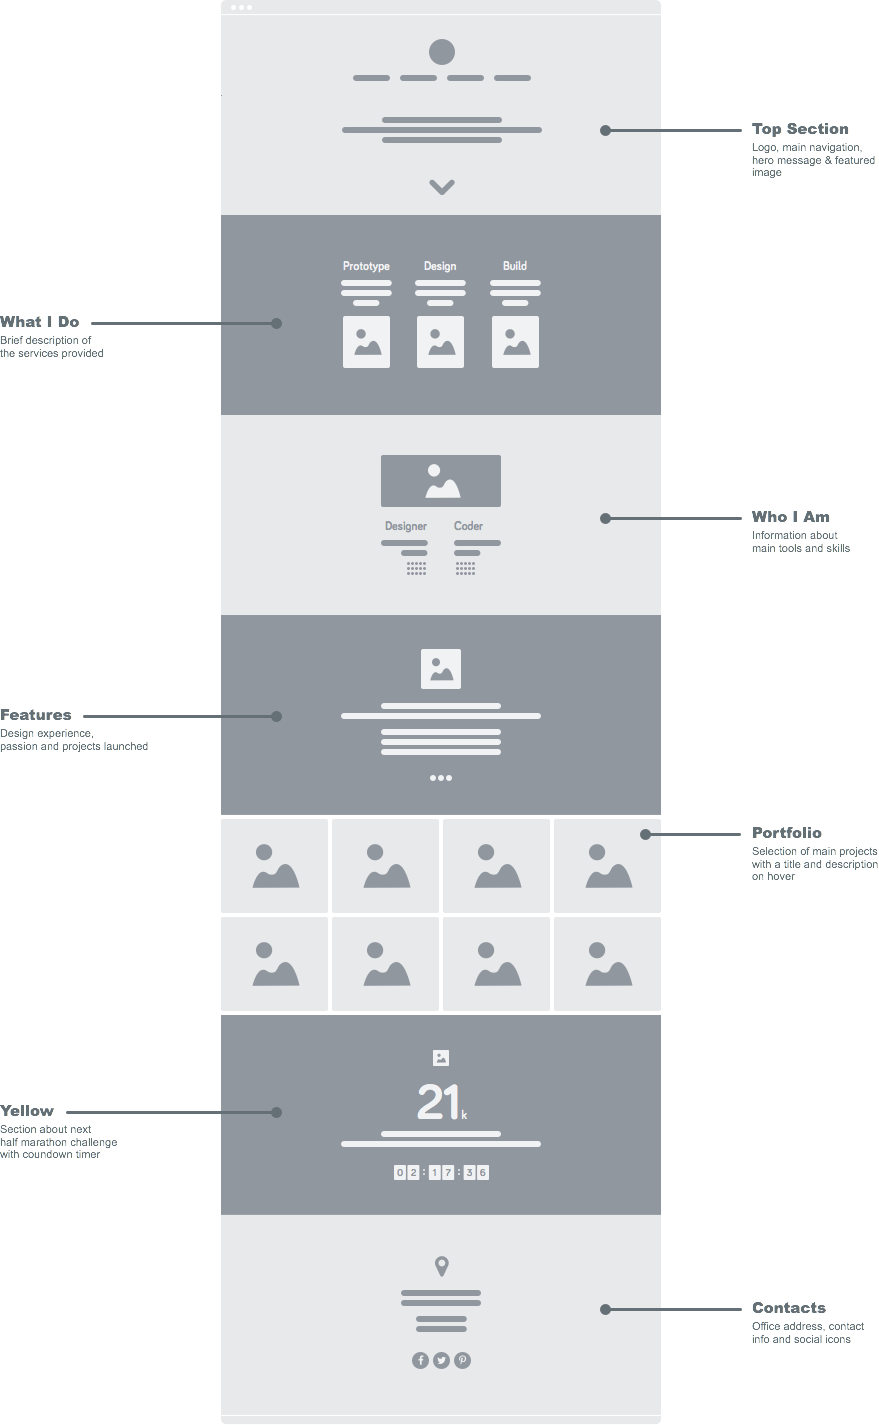 Top Section
Logo, main navigation,
hero message & featured
image
Prototype
Design
Build
What I Do
Brief description of
the services provided
Who I Am
Information about
main tools and skills
Designer
Coder
Features
Design experience,
passion and projects launched
Portfolio
Selection of main projects
with a title and description
on hover
21k
Yellow
Section about next
half marathon challenge
with coundown timer
02:17:36
Contacts
Office address, contact
info and social icons